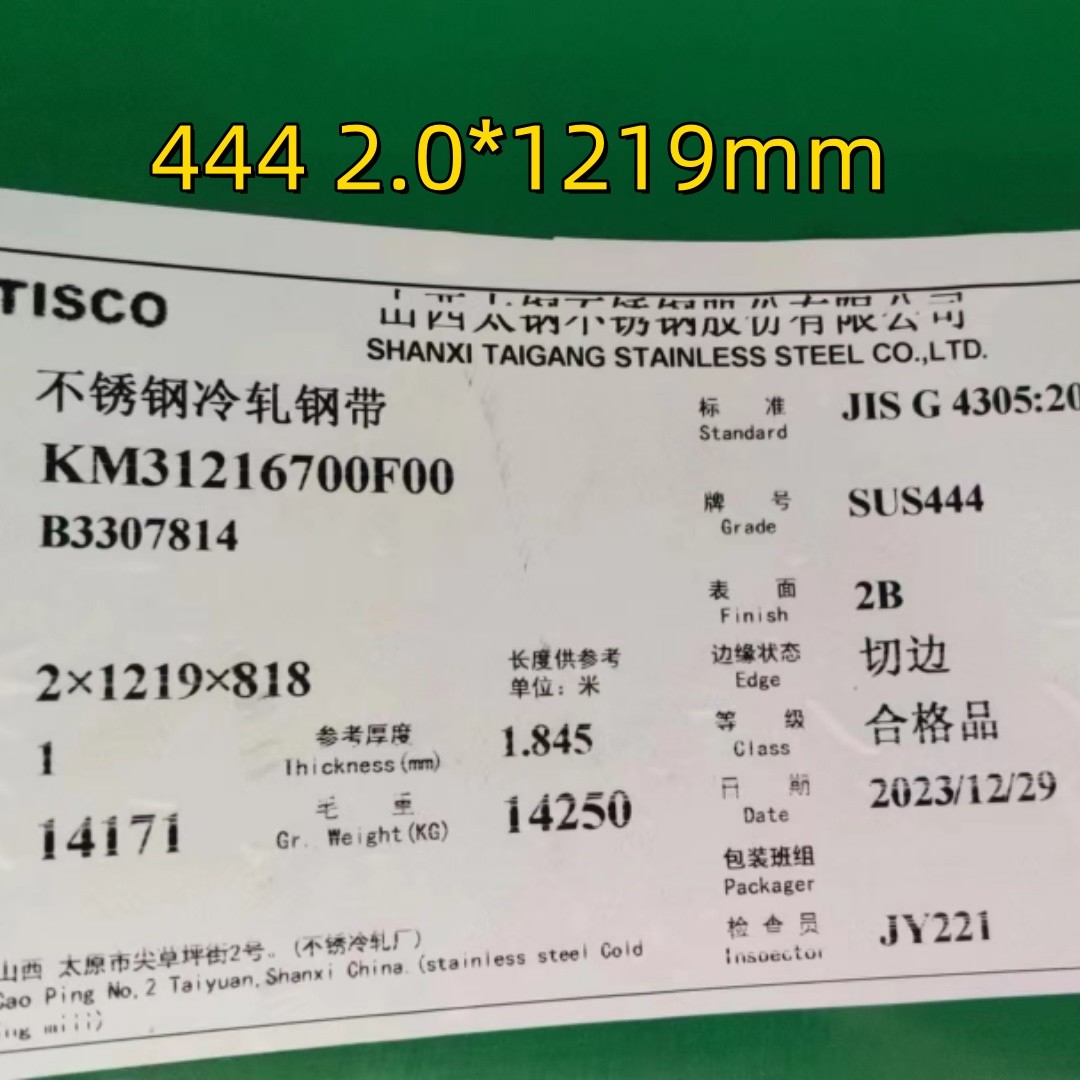 444 2.0*1219mm
TISCO
山西太钢不锈钢股份有限公司
SHANXI TAIGANG STAINLESS STEEL CO.,LTD.
不锈钢冷轧钢带
标 准 JIS G 4305:20
Standard
KM31216700F00
B3307814
牌 号 SUS444
Grade
表 面 2B
Finish
2×1219×818
长度供参考
单位：米
边缘状态 切边
Edge
1
参考厚度 1.845
Thickness(mm)
等 级 合格品
Class
14171
毛 重 14250
Gr. Weight(KG)
日 期 2023/12/29
Date
包装班组
Packager
检查员 JY221
Inspector
山西 太原市尖草坪街2号。(不锈冷轧厂)
Cao Ping No.2 Taiyuan,Shanxi China.(stainless steel Cold